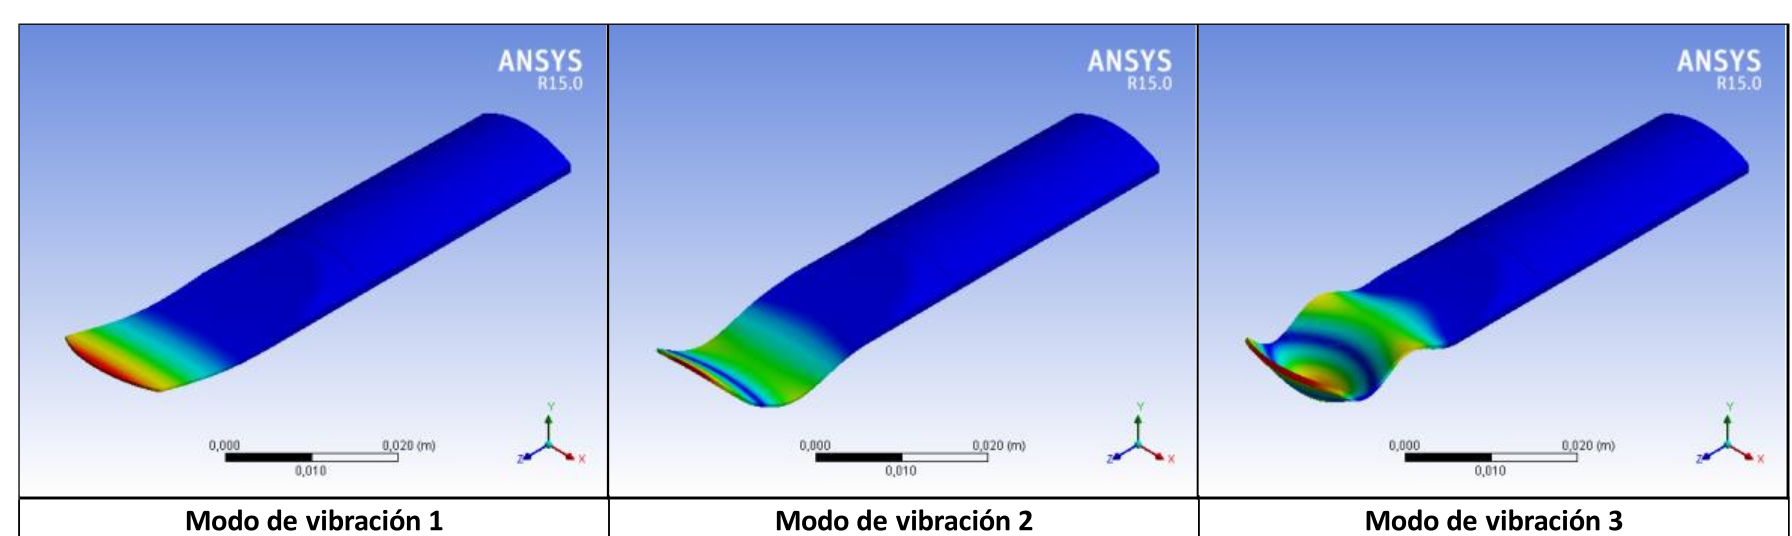 ANSYS
R15.0
Y
Z
X
0,000
0,020 (m)
0,010
Modo de vibración 1
ANSYS
R15.0
Y
Z
X
0,000
0,020 (m)
0,010
Modo de vibración 2
ANSYS
R15.0
Y
Z
X
0,000
0,020 (m)
0,010
Modo de vibración 3